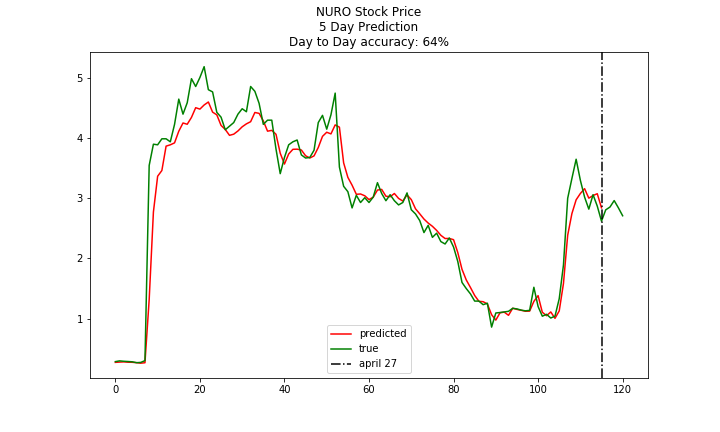 NURO Stock Price
5 Day Prediction
Day to Day accuracy: 64%
5
4
3
2
1
predicted
true
april 27
0 20 40 60 80 100 120